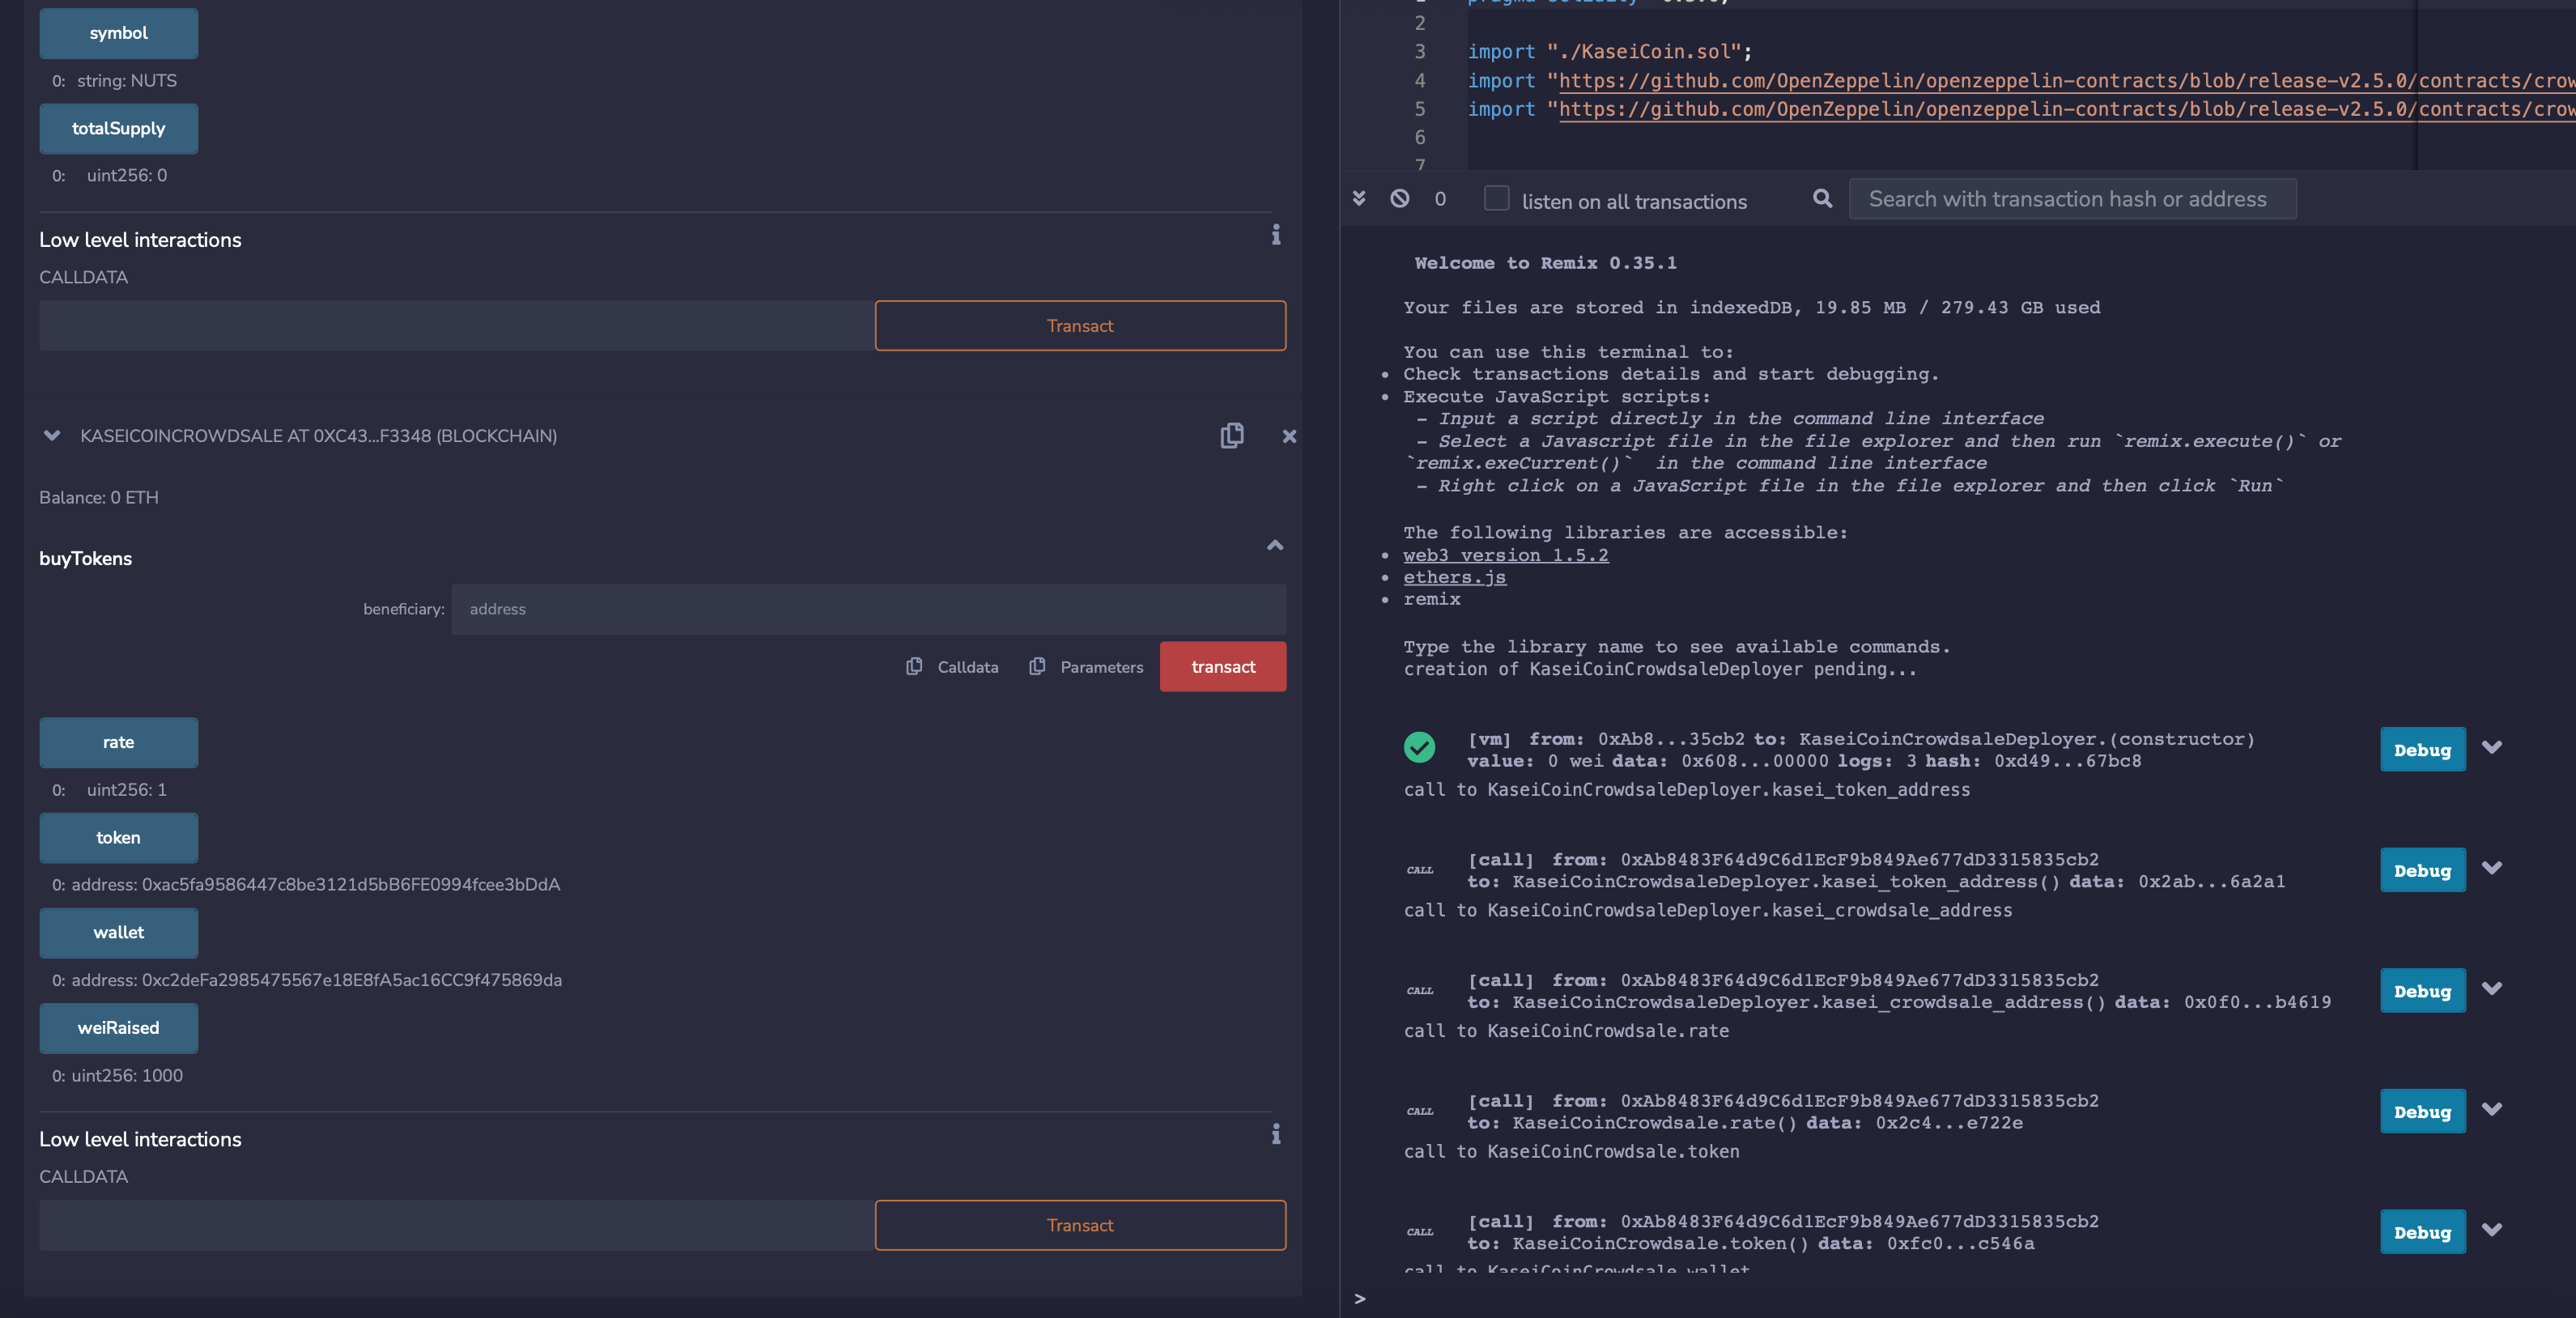 symbol
0: string: NUTS
totalSupply
0: uint256: 0
Low level interactions
CALLDATA
Transact
KASEICOINCROWDSALE AT 0XC43...F3348 (BLOCKCHAIN)
Balance: 0 ETH
buyTokens
beneficiary: address
Calldata Parameters transact
rate
0: uint256: 1
token
0: address: 0xac5fa9586447c8be3121d5bB6FE0994fcee3bDdA
wallet
0: address: 0xc2deFa2985475567e18E8fA5ac16CC9f475869da
weiRaised
0: uint256: 1000
Low level interactions
CALLDATA
Transact
2
3 import "./KaseiCoin.sol";
4 import "https://github.com/OpenZeppelin/openzeppelin-contracts/blob/release-v2.5.0/contracts/crow
5 import "https://github.com/OpenZeppelin/openzeppelin-contracts/blob/release-v2.5.0/contracts/crow
6
7
0 listen on all transactions Search with transaction hash or address
Welcome to Remix 0.35.1
Your files are stored in indexedDB, 19.85 MB / 279.43 GB used
You can use this terminal to:
• Check transactions details and start debugging.
• Execute JavaScript scripts:
- Input a script directly in the command line interface
- Select a Javascript file in the file explorer and then run `remix.execute()` or
`remix.exeCurrent()` in the command line interface
- Right click on a JavaScript file in the file explorer and then click `Run`
The following libraries are accessible:
• web3 version 1.5.2
• ethers.js
• remix
Type the library name to see available commands.
creation of KaseiCoinCrowdsaleDeployer pending...
[vm] from: 0xAb8...35cb2 to: KaseiCoinCrowdsaleDeployer.(constructor)
value: 0 wei data: 0x608...00000 logs: 3 hash: 0xd49...67bc8
Debug
call to KaseiCoinCrowdsaleDeployer.kasei_token_address
CALL [call] from: 0xAb8483F64d9C6d1EcF9b849Ae677dD3315835cb2
to: KaseiCoinCrowdsaleDeployer.kasei_token_address() data: 0x2ab...6a2a1
Debug
call to KaseiCoinCrowdsaleDeployer.kasei_crowdsale_address
CALL [call] from: 0xAb8483F64d9C6d1EcF9b849Ae677dD3315835cb2
to: KaseiCoinCrowdsaleDeployer.kasei_crowdsale_address() data: 0x0f0...b4619
Debug
call to KaseiCoinCrowdsale.rate
CALL [call] from: 0xAb8483F64d9C6d1EcF9b849Ae677dD3315835cb2
to: KaseiCoinCrowdsale.rate() data: 0x2c4...e722e
Debug
call to KaseiCoinCrowdsale.token
CALL [call] from: 0xAb8483F64d9C6d1EcF9b849Ae677dD3315835cb2
to: KaseiCoinCrowdsale.token() data: 0xfc0...c546a
Debug
call to KaseiCoinCrowdsale.wallet
>